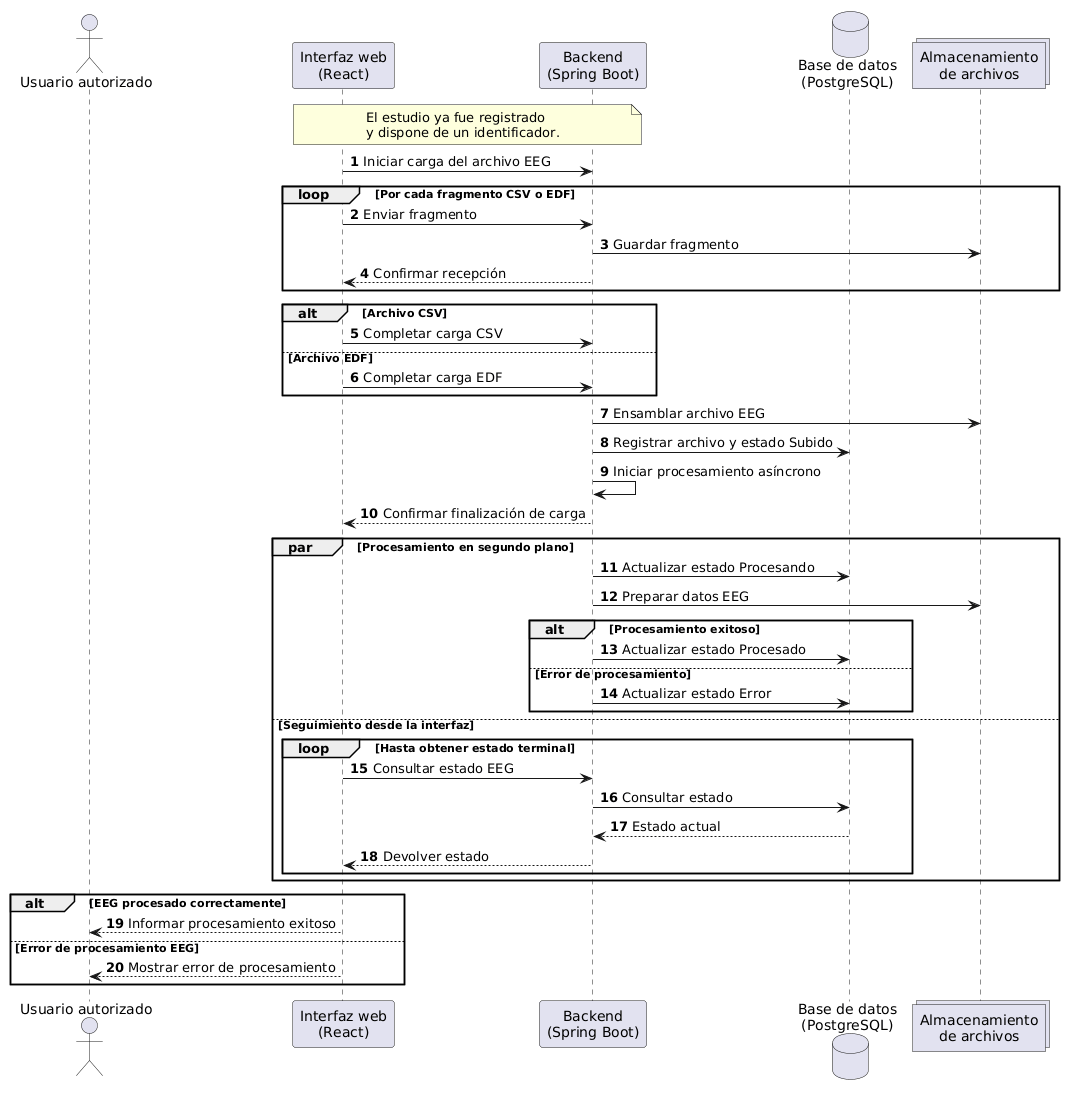 Usuario autorizado
Interfaz web
(React)
Backend
(Spring Boot)
Base de datos
(PostgreSQL)
Almacenamiento
de archivos
El estudio ya fue registrado
y dispone de un identificador.
1 Iniciar carga del archivo EEG
loop [Por cada fragmento CSV o EDF]
2 Enviar fragmento
3 Guardar fragmento
4 Confirmar recepción
alt [Archivo CSV]
5 Completar carga CSV
[Archivo EDF]
6 Completar carga EDF
7 Ensamblar archivo EEG
8 Registrar archivo y estado Subido
9 Iniciar procesamiento asíncrono
10 Confirmar finalización de carga
par [Procesamiento en segundo plano]
11 Actualizar estado Procesando
12 Preparar datos EEG
alt [Procesamiento exitoso]
13 Actualizar estado Procesado
[Error de procesamiento]
14 Actualizar estado Error
[Seguimiento desde la interfaz]
loop [Hasta obtener estado terminal]
15 Consultar estado EEG
16 Consultar estado
17 Estado actual
18 Devolver estado
alt [EEG procesado correctamente]
19 Informar procesamiento exitoso
[Error de procesamiento EEG]
20 Mostrar error de procesamiento
Usuario autorizado
Interfaz web
(React)
Backend
(Spring Boot)
Base de datos
(PostgreSQL)
Almacenamiento
de archivos